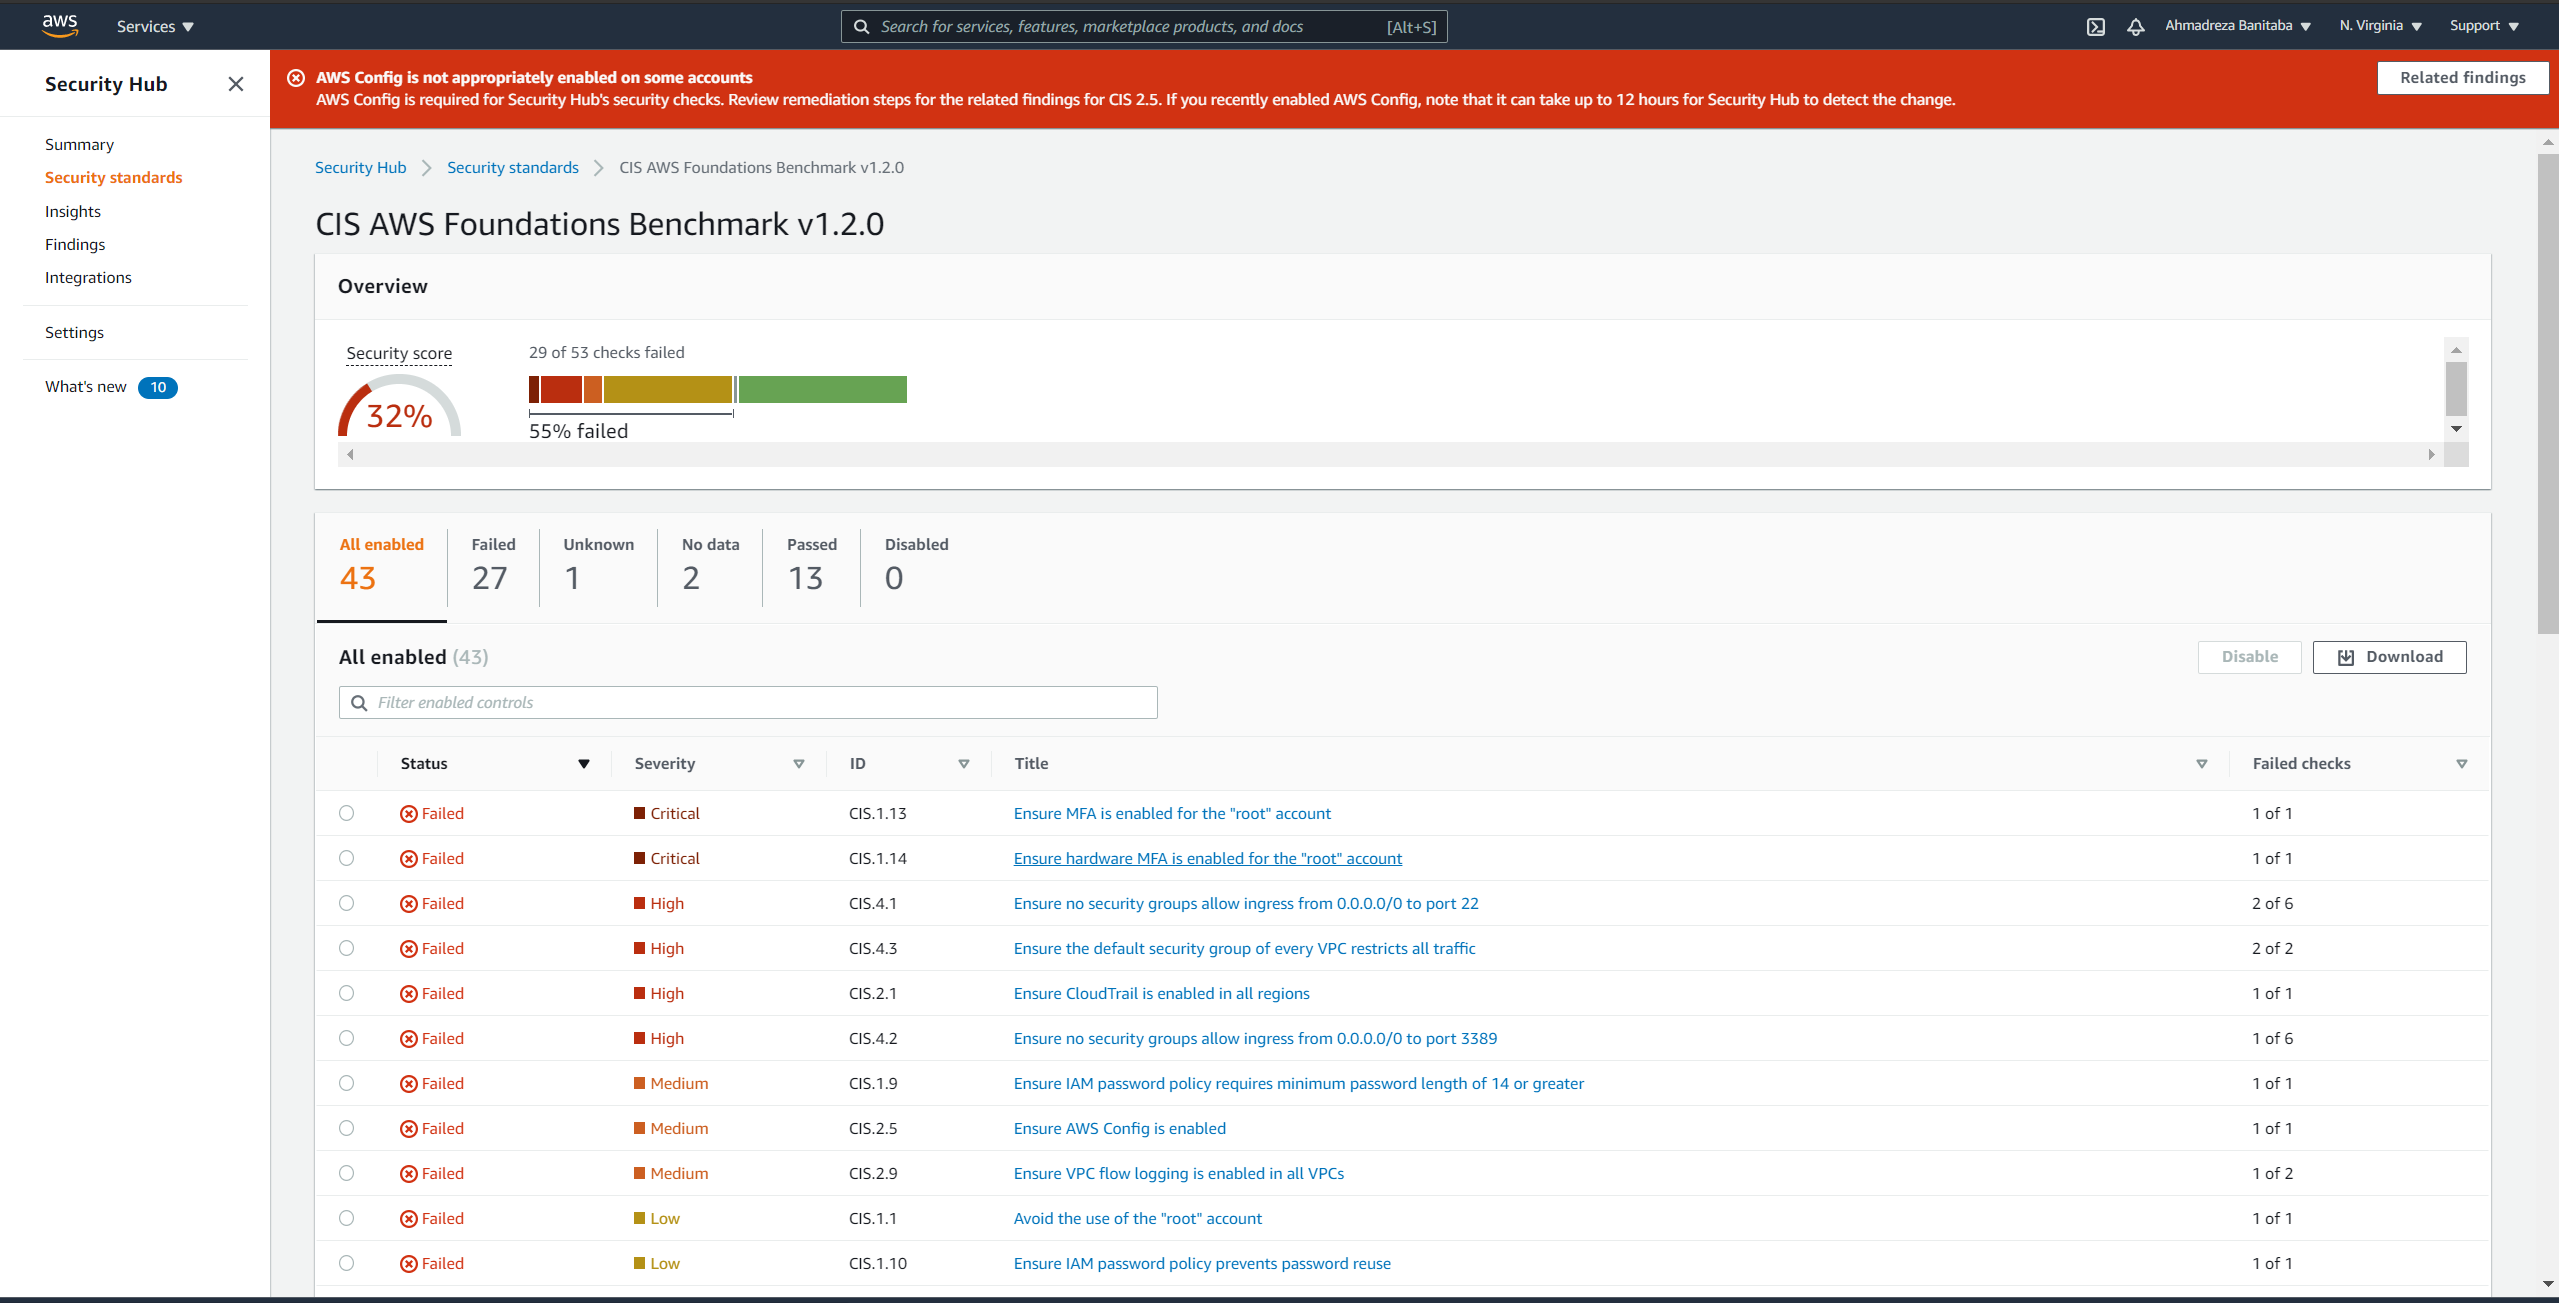 aws Services Search for services, features, marketplace products, and docs [Alt+S] Ahmadreza Banitaba N. Virginia Support
Security Hub
Summary
Security standards
Insights
Findings
Integrations
Settings
What's new 10
AWS Config is not appropriately enabled on some accounts
AWS Config is required for Security Hub's security checks. Review remediation steps for the related findings for CIS 2.5. If you recently enabled AWS Config, note that it can take up to 12 hours for Security Hub to detect the change.
Related findings
Security Hub Security standards CIS AWS Foundations Benchmark v1.2.0
CIS AWS Foundations Benchmark v1.2.0
Overview
Security score
32%
29 of 53 checks failed
55% failed
All enabled Failed Unknown No data Passed Disabled
43 27 1 2 13 0
All enabled (43) Disable Download
Filter enabled controls
Status Severity ID Title Failed checks
Failed Critical CIS.1.13 Ensure MFA is enabled for the "root" account 1 of 1
Failed Critical CIS.1.14 Ensure hardware MFA is enabled for the "root" account 1 of 1
Failed High CIS.4.1 Ensure no security groups allow ingress from 0.0.0.0/0 to port 22 2 of 6
Failed High CIS.4.3 Ensure the default security group of every VPC restricts all traffic 2 of 2
Failed High CIS.2.1 Ensure CloudTrail is enabled in all regions 1 of 1
Failed High CIS.4.2 Ensure no security groups allow ingress from 0.0.0.0/0 to port 3389 1 of 6
Failed Medium CIS.1.9 Ensure IAM password policy requires minimum password length of 14 or greater 1 of 1
Failed Medium CIS.2.5 Ensure AWS Config is enabled 1 of 1
Failed Medium CIS.2.9 Ensure VPC flow logging is enabled in all VPCs 1 of 2
Failed Low CIS.1.1 Avoid the use of the "root" account 1 of 1
Failed Low CIS.1.10 Ensure IAM password policy prevents password reuse 1 of 1